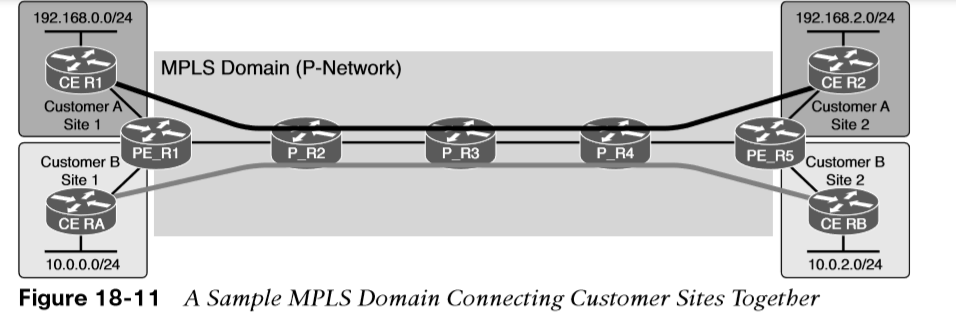 192.168.0.0/24
CE R1
Customer A
Site 1
Customer B
Site 1
CE RA
10.0.0.0/24
MPLS Domain (P-Network)
PE_R1
P_R2
P_R3
P_R4
PE_R5
192.168.2.0/24
CE R2
Customer A
Site 2
Customer B
Site 2
CE RB
10.0.2.0/24
Figure 18-11 A Sample MPLS Domain Connecting Customer Sites Together